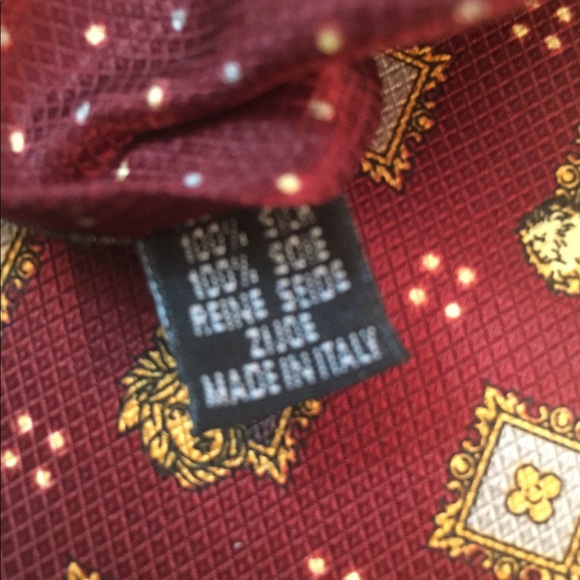 100% SILK
100% SOIE
REINE SEIDE
ZIJDE
MADE IN ITALY